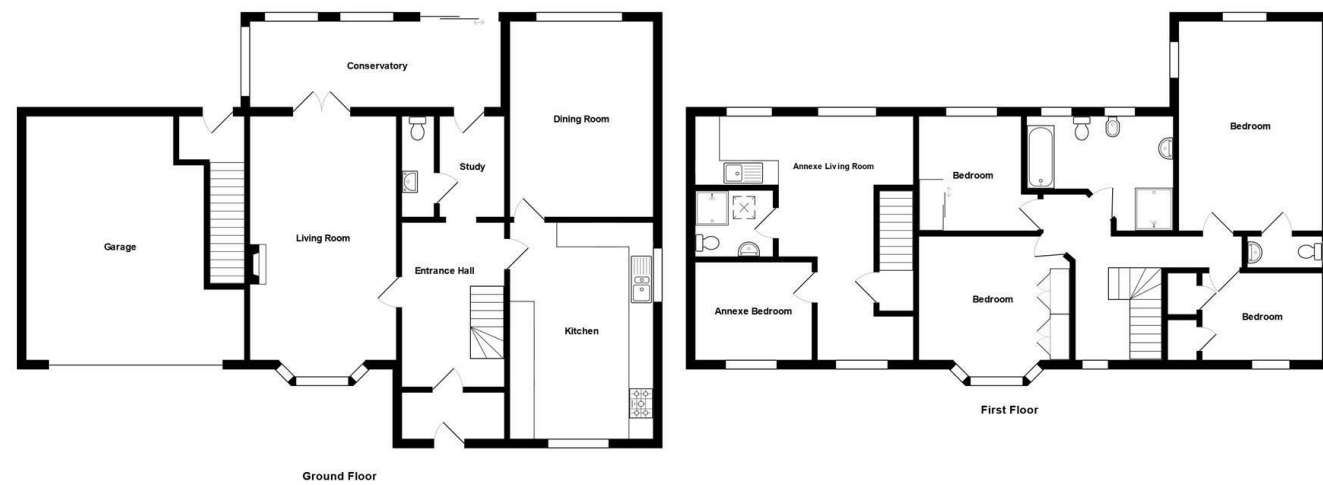 Conservatory
Dining Room
Study
Living Room
Garage
Entrance Hall
Kitchen
Ground Floor
Bedroom
Annexe Living Room
Bedroom
Bedroom
Annexe Bedroom
Bedroom
First Floor